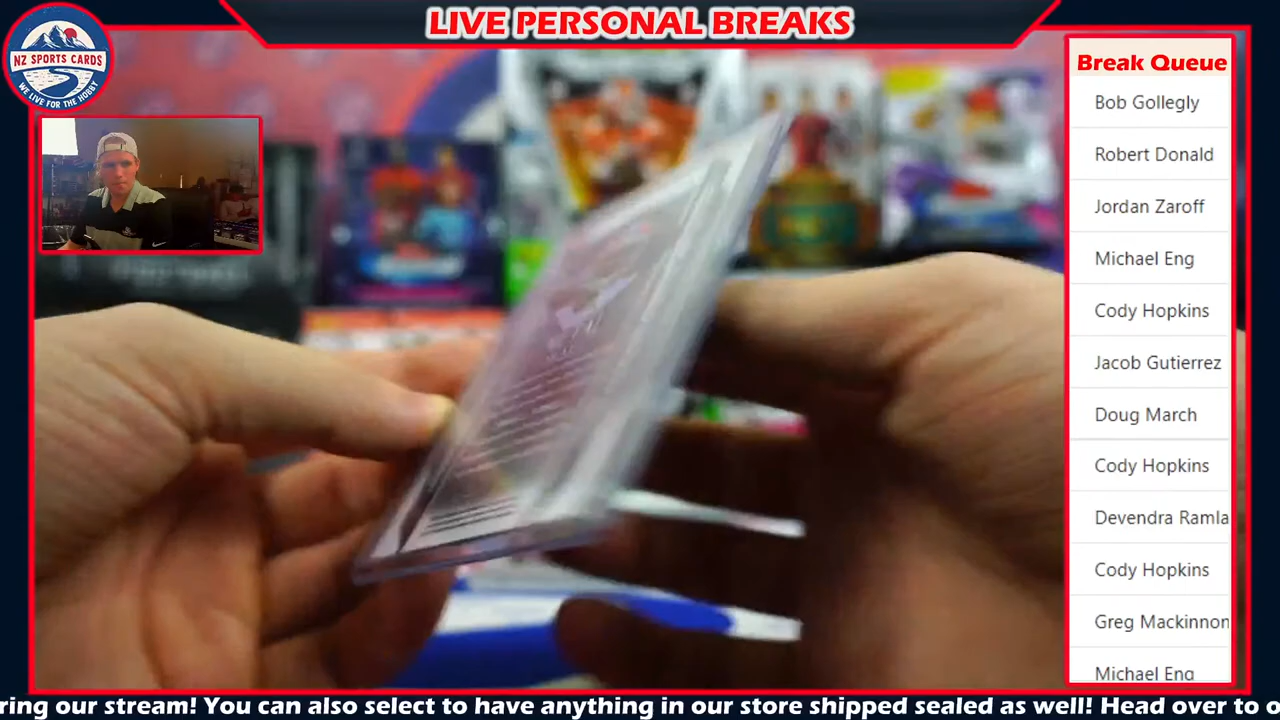 LIVE PERSONAL BREAKS
NZ SPORTS CARDS
WE LIVE FOR THE HOBBY
Break Queue
Bob Gollegly
Robert Donald
Jordan Zaroff
Michael Eng
Cody Hopkins
Jacob Gutierrez
Doug March
Cody Hopkins
Devendra Ramla
Cody Hopkins
Greg Mackinnon
Michael Eng
ring our stream! You can also select to have anything in our store shipped sealed as well! Head over to o